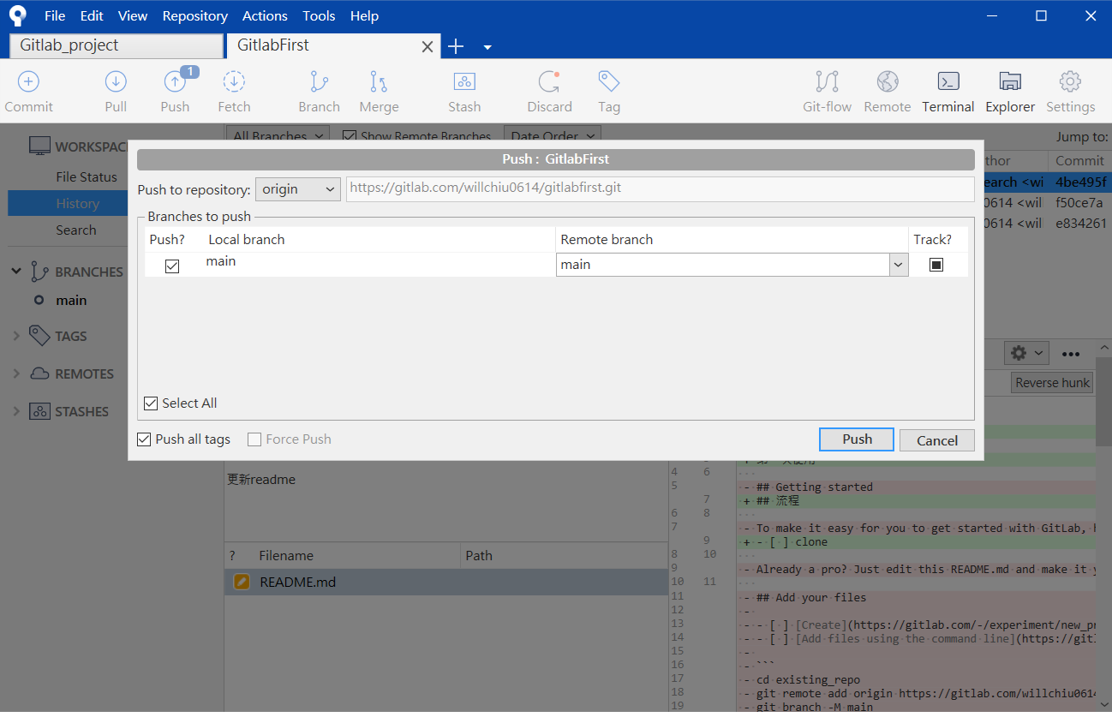 File Edit View Repository Actions Tools Help
Gitlab_project GitlabFirst
1
Commit Pull Push Fetch Branch Merge Stash Discard Tag Git-flow Remote Terminal Explorer Settings
All Branches Show Remote Branches Date Order Jump to:
WORKSPAC
File Status
History
Search
BRANCHES
main
TAGS
REMOTES
STASHES
thor Commit
earch <wi 4be495f
0614 <wil f50ce7a
0614 <wil e834261
Push : GitlabFirst
Push to repository: origin https://gitlab.com/willchiu0614/gitlabfirst.git
Branches to push
Push? Local branch Remote branch Track?
main main
Select All
Push all tags Force Push Push Cancel
Reverse hunk
更新readme
? Filename Path
README.md
4 6 ...
5 - ## Getting started
7 + ## 流程
6 8 ...
7 - To make it easy for you to get started with GitLab,
9 + - [ ] clone
8 10 ...
9 - Already a pro? Just edit this README.md and make it
10 11 ...
11 - ## Add your files
12 -
13 - - [ ] [Create](https://gitlab.com/-/experiment/new_pr
14 - - [ ] [Add files using the command line](https://gitl
15 -
16 - ```
17 - cd existing_repo
18 - git remote add origin https://gitlab.com/willchiu0614
19 - git branch -M main